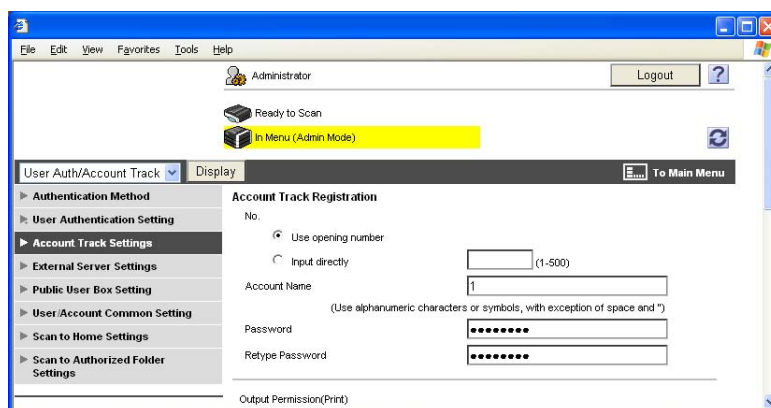 File Edit View Favorites Tools Help
Administrator
Logout
?
Ready to Scan
In Menu (Admin Mode)
User Auth/Account Track
Display
To Main Menu
Authentication Method
User Authentication Setting
Account Track Settings
External Server Settings
Public User Box Setting
User/Account Common Setting
Scan to Home Settings
Scan to Authorized Folder
Settings
Account Track Registration
No.
Use opening number
Input directly (1-500)
Account Name 1
(Use alphanumeric characters or symbols, with exception of space and ")
Password ●●●●●●●●
Retype Password ●●●●●●●●
Output Permission(Print)